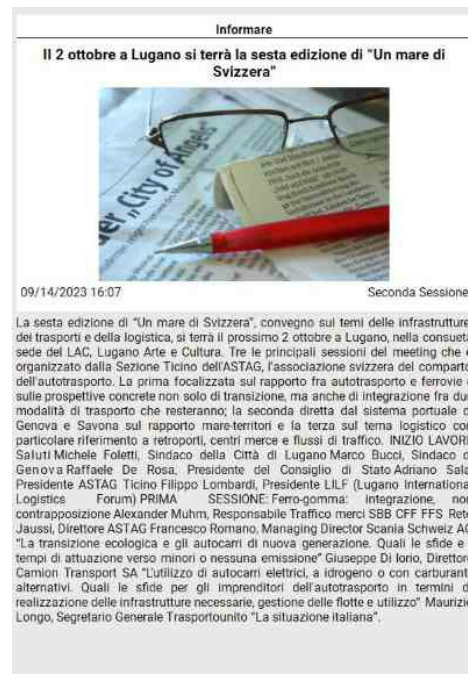 Informare
Il 2 ottobre a Lugano si terrà la sesta edizione di “Un mare di
Svizzera”
der „City of Angels
09/14/2023 16:07
Seconda Sessione
La sesta edizione di “Un mare di Svizzera”, convegno sui temi delle infrastrutture
dei trasporti e della logistica, si terrà il prossimo 2 ottobre a Lugano, nella consueta
sede del LAC, Lugano Arte e Cultura. Tre le principali sessioni del meeting che è
organizzato dalla Sezione Ticino dell'ASTAG, l'associazione svizzera del comparto
dell'autotrasporto. La prima focalizzata sul rapporto fra autotrasporto e ferrovie e
sulle prospettive concrete non solo di transizione, ma anche di integrazione fra due
modalità di trasporto che resteranno; la seconda diretta dal sistema portuale di
Genova e Savona sul rapporto mare-territori e la terza sul tema logistico con
particolare riferimento a retroporti, centri merce e flussi di traffico. INIZIO LAVORI
Saluti Michele Foletti, Sindaco della Città di Lugano Marco Bucci, Sindaco di
Genova Raffaele De Rosa, Presidente del Consiglio di Stato Adriano Sala,
Presidente ASTAG Ticino Filippo Lombardi, Presidente LILF (Lugano International
Logistics Forum) PRIMA SESSIONE: Ferro-gomma: integrazione, non
contrapposizione Alexander Muhm, Responsabile Traffico merci SBB CFF FFS Reto
Jaussi, Direttore ASTAG Francesco Romano, Managing Director Scania Schweiz AG
“La transizione ecologica e gli autocarri di nuova generazione. Quali le sfide e i
tempi di attuazione verso minori o nessuna emissione” Giuseppe Di Iorio, Direttore
Camion Transport SA “L'utilizzo di autocarri elettrici, a idrogeno o con carburanti
alternativi. Quali le sfide per gli imprenditori dell'autotrasporto in termini di
realizzazione delle infrastrutture necessarie, gestione delle flotte e utilizzo” Maurizio
Longo, Segretario Generale Trasportounito “La situazione italiana”.